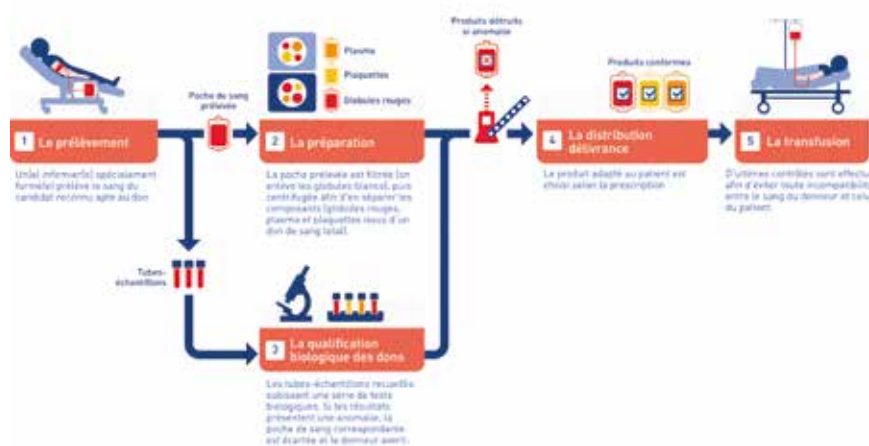 1 Le prélèvement
Un(e) infirmier(e) spécialement
formé(e) prélève le sang du
candidat reconnu apte au don
Poche de sang
prélevée
Plasma
Plaquettes
Globules rouges
2 La préparation
La poche prélevée est filtrée (on
enlève les globules blancs), puis
centrifugée afin d'en séparer les
composants (globules rouges,
plasma et plaquettes issus d'un
don de sang total).
Tubes-
échantillons
3 La qualification
biologique des dons
Les tubes-échantillons recueillis
subissent une série de tests
biologiques. Si les résultats
présentent une anomalie, la
poche de sang correspondante
est écartée et le donneur averti.
Produits détruits
si anomalie
Produits conformes
4 La distribution
délivrance
Le produit adapté au patient est
choisi selon la prescription
5 La transfusion
D'ultimes contrôles sont effectu
afin d'éviter toute incompatibilit
entre le sang du donneur et celu
du patient.